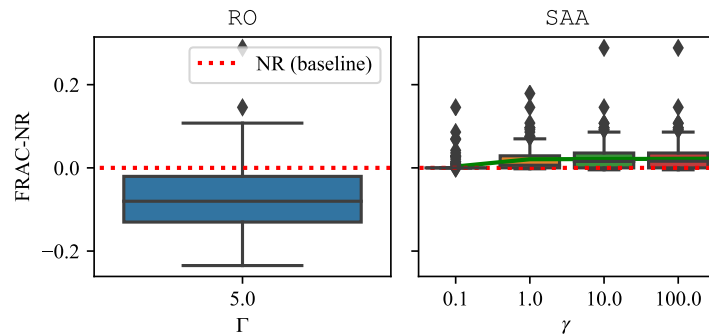 RO
SAA
NR (baseline)
FRAC-NR
0.2
0.0
−0.2
5.0
Γ
0.1
1.0
10.0
100.0
γ